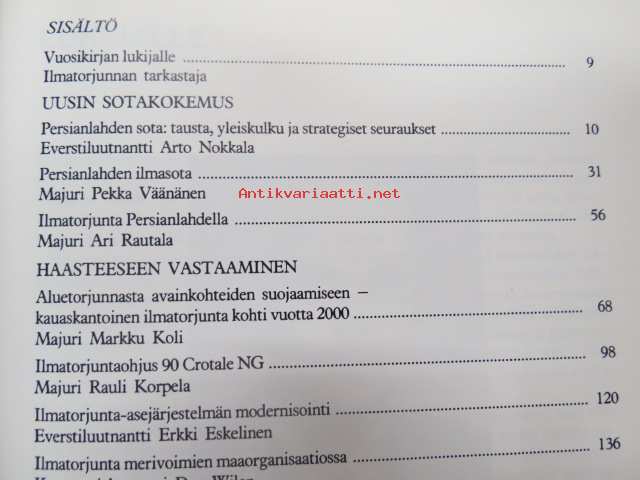 SISÄLTÖ
Vuosikirjan lukijalle ........ 9
Ilmatorjunnan tarkastaja
UUSIN SOTAKOKEMUS
Persianlahden sota: tausta, yleiskulku ja strategiset seuraukset ........ 10
Everstiluutnantti Arto Nokkala
Persianlahden ilmasota ........ 31
Majuri Pekka Väänänen
Antikvariaatti.net
Ilmatorjunta Persianlahdella ........ 56
Majuri Ari Rautala
HAASTEESEEN VASTAAMINEN
Aluetorjunnasta avainkohteiden suojaamiseen –
kauaskantoinen ilmatorjunta kohti vuotta 2000 ........ 68
Majuri Markku Koli
Ilmatorjuntaohjus 90 Crotale NG ........ 98
Majuri Rauli Korpela
Ilmatorjunta-asejärjestelmän modernisointi ........ 120
Everstiluutnantti Erkki Eskelinen
Ilmatorjunta merivoimien maaorganisaatiossa ........ 136